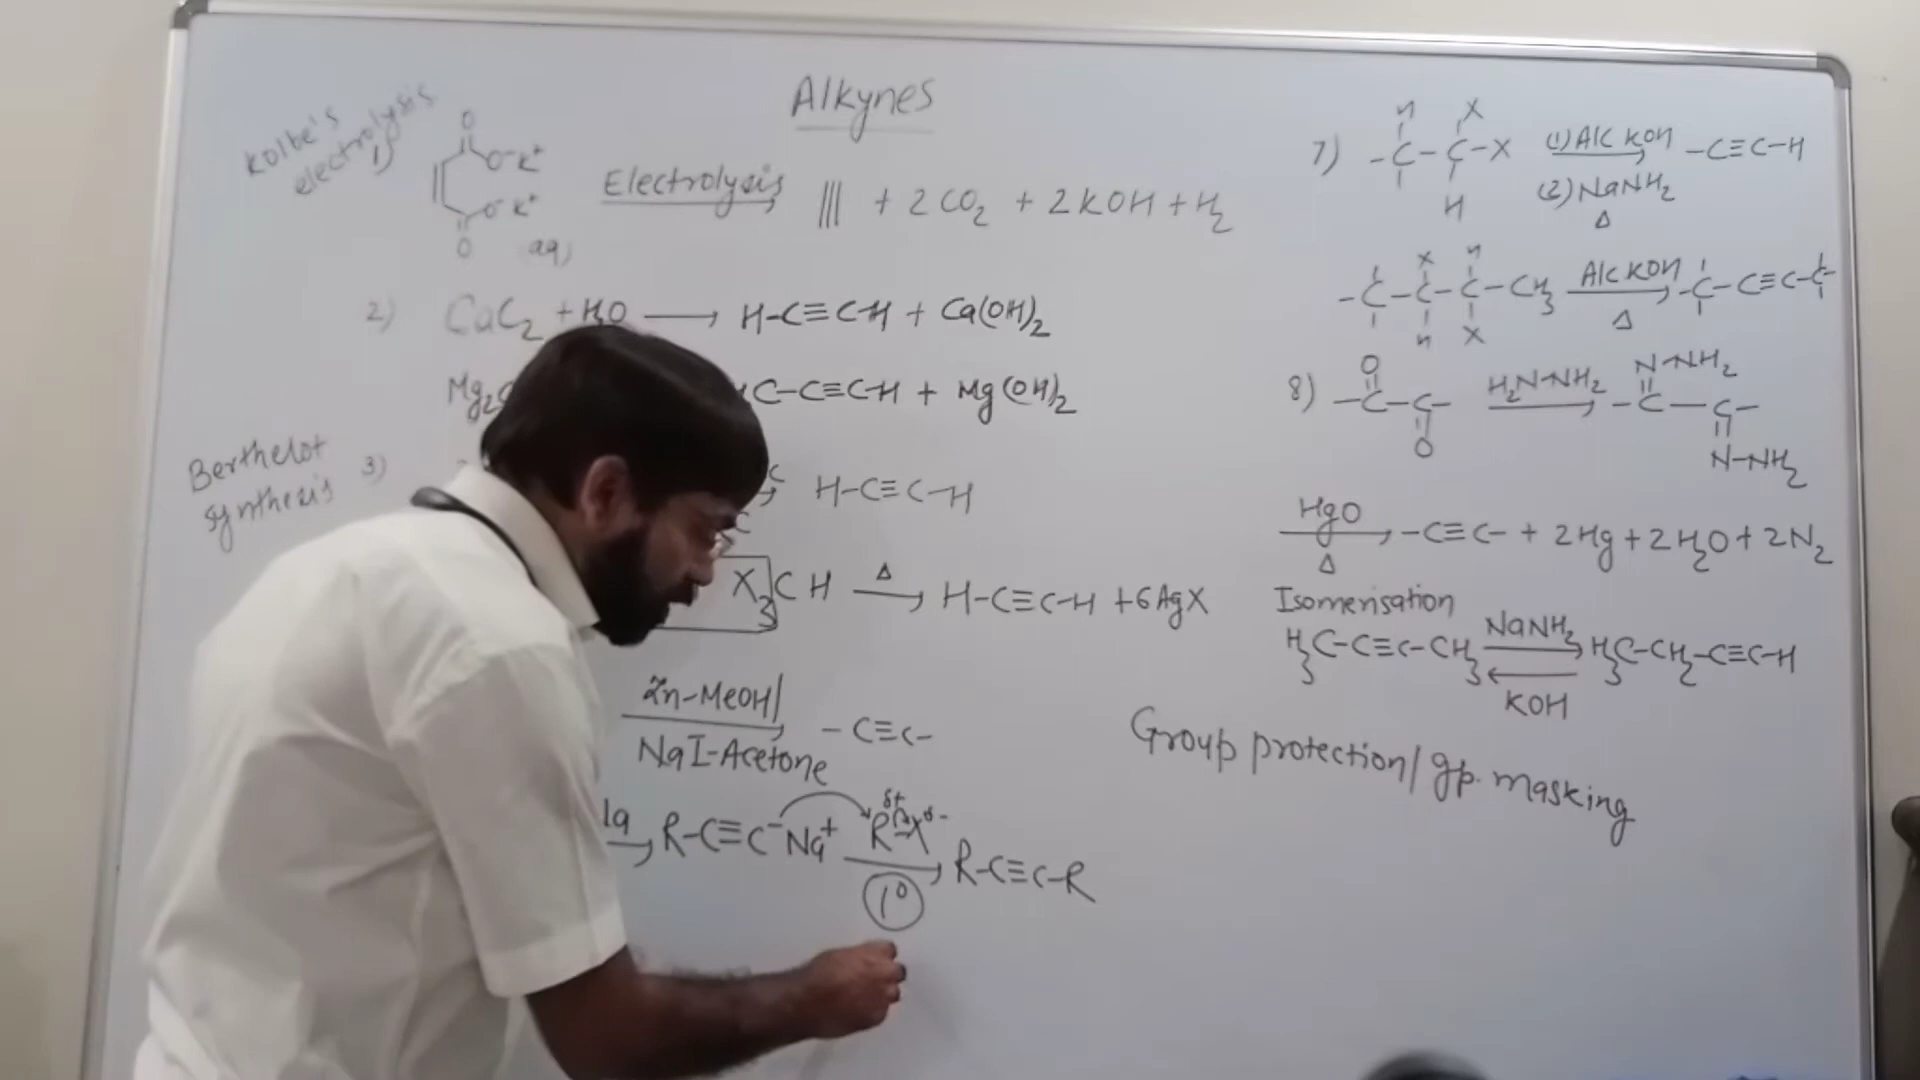 Alkynes
Kolbe's
electrolysis
1)
O
O⁻K⁺
O⁻K⁺
O
aq)
Electrolysis
||| + 2CO₂ + 2KOH + H₂
2) CaC₂ + H₂O ⟶ H-C≡C-H + Ca(OH)₂
Mg₂ C-C≡C-H + Mg(OH)₂
Berthelot
synthesis
3) H-C≡C-H
X₃CH Δ⟶ H-C≡C-H + 6AgX
Zn-MeOH/
NaI-Acetone
-C≡C-
R-C≡C⁻Na⁺
δ+ δ-
R-X
1°
R-C≡C-R
7)
H X
-C-C-X
H
(1) Alc KOH
(2) NaNH₂
Δ
-C≡C-H
X H
-C-C-C-CH₃
H X
Alc KOH
Δ
-C-C≡C-C-
8)
O
-C-C-
O
H₂N-NH₂
N-NH₂
-C-C-
N-NH₂
HgO
Δ
-C≡C- + 2Hg + 2H₂O + 2N₂
Isomerisation
H₃C-C≡C-CH₃
NaNH₂
KOH
H₃C-CH₂-C≡C-H
Group protection/gp. masking